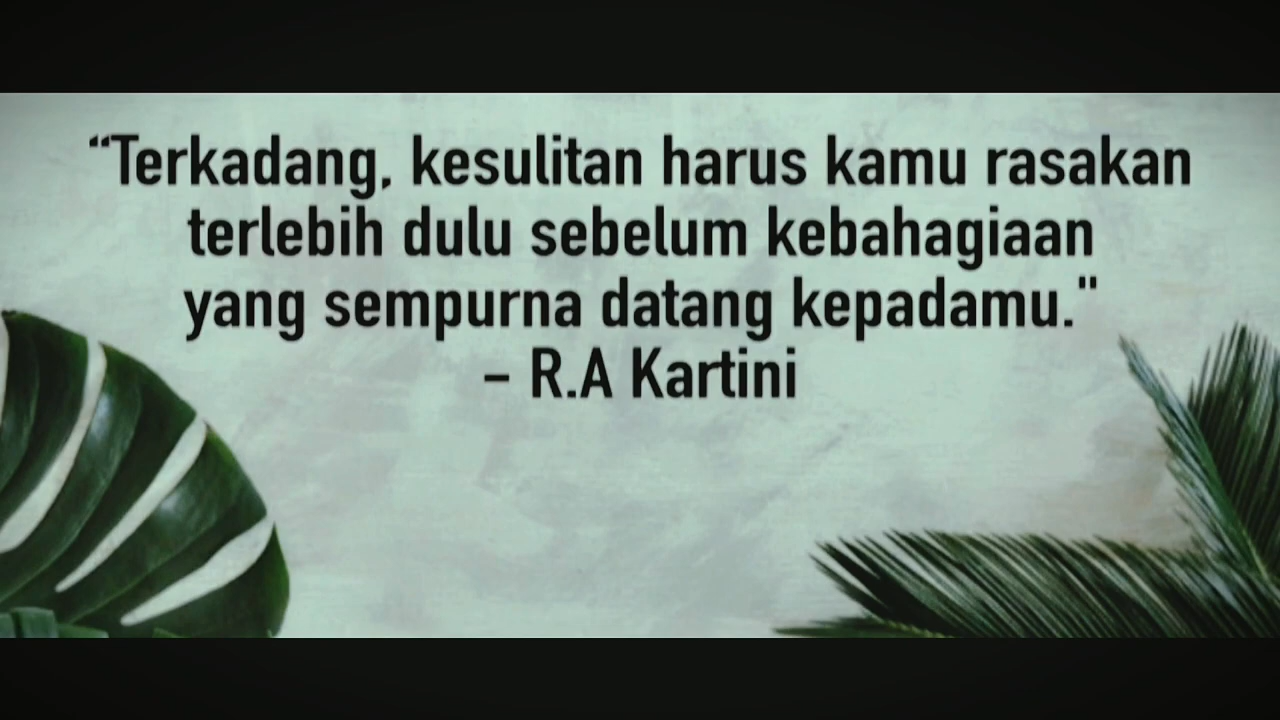 “Terkadang, kesulitan harus kamu rasakan
terlebih dulu sebelum kebahagiaan
yang sempurna datang kepadamu."
– R.A Kartini